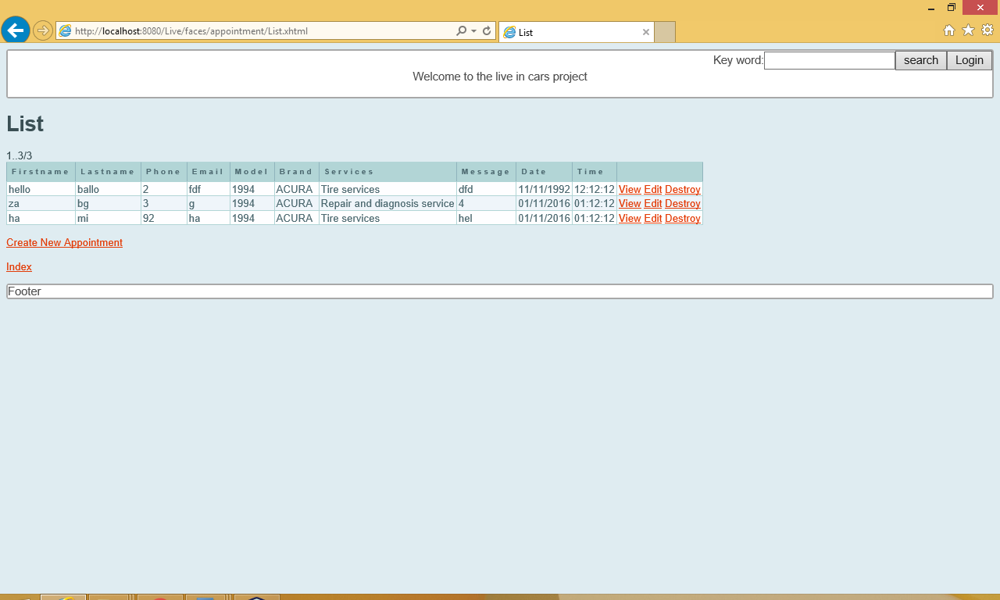 http://localhost:8080/Live/faces/appointment/List.xhtml
List
Key word: search Login
Welcome to the live in cars project
List
1..3/3
Firstname Lastname Phone Email Model Brand Services Message Date Time
hello ballo 2 fdf 1994 ACURA Tire services dfd 11/11/1992 12:12:12 View Edit Destroy
za bg 3 g 1994 ACURA Repair and diagnosis service 4 01/11/2016 01:12:12 View Edit Destroy
ha mi 92 ha 1994 ACURA Tire services hel 01/11/2016 01:12:12 View Edit Destroy
Create New Appointment
Index
Footer